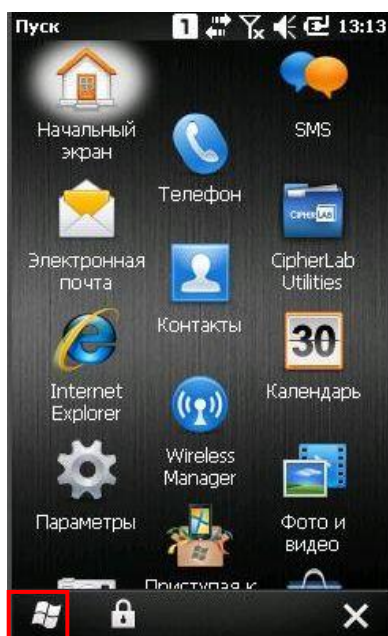 Пуск
1
13:13
Начальный
экран
Телефон
SMS
Электронная
почта
Контакты
CIPHERLAB
CipherLab
Utilities
Internet
Explorer
Wireless
Manager
30
Календарь
Параметры
Приступая к
Фото и
видео